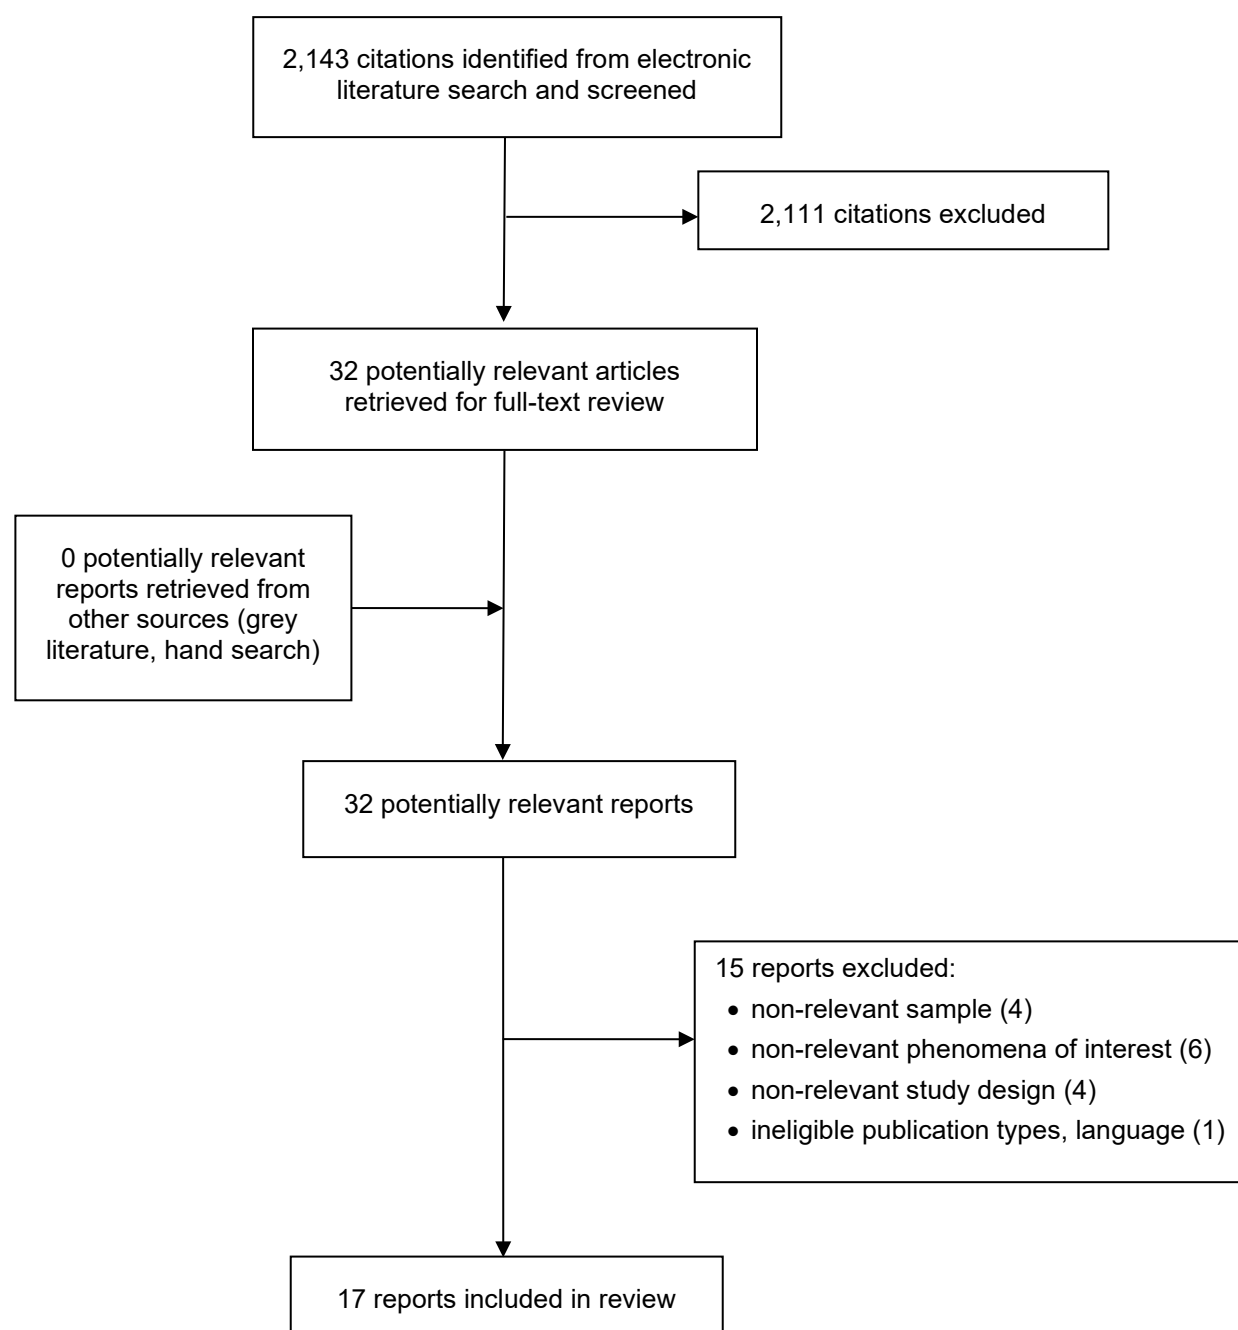 2,143 citations identified from electronic
literature search and screened
2,111 citations excluded
32 potentially relevant articles
retrieved for full-text review
0 potentially relevant
reports retrieved from
other sources (grey
literature, hand search)
32 potentially relevant reports
15 reports excluded:
• non-relevant sample (4)
• non-relevant phenomena of interest (6)
• non-relevant study design (4)
• ineligible publication types, language (1)
17 reports included in review